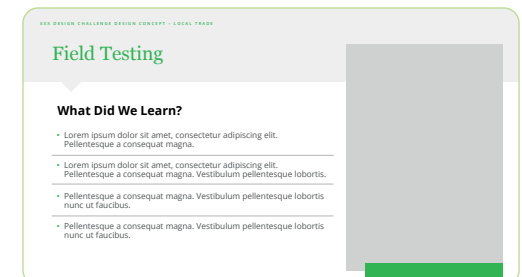 XXX DESIGN CHALLENGE DESIGN CONCEPT – LOCAL TRADE
Field Testing
What Did We Learn?
• Lorem ipsum dolor sit amet, consectetur adipiscing elit.
Pellentesque a consequat magna.
• Lorem ipsum dolor sit amet, consectetur adipiscing elit.
Pellentesque a consequat magna. Vestibulum pellentesque lobortis.
• Pellentesque a consequat magna. Vestibulum pellentesque lobortis
nunc ut faucibus.
• Pellentesque a consequat magna. Vestibulum pellentesque lobortis
nunc ut faucibus.